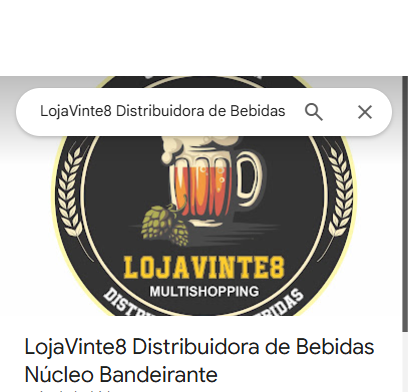 LojaVinte8 Distribuidora de Bebidas
LOJAVINTE8
MULTISHOPPING
LojaVinte8 Distribuidora de Bebidas
Núcleo Bandeirante